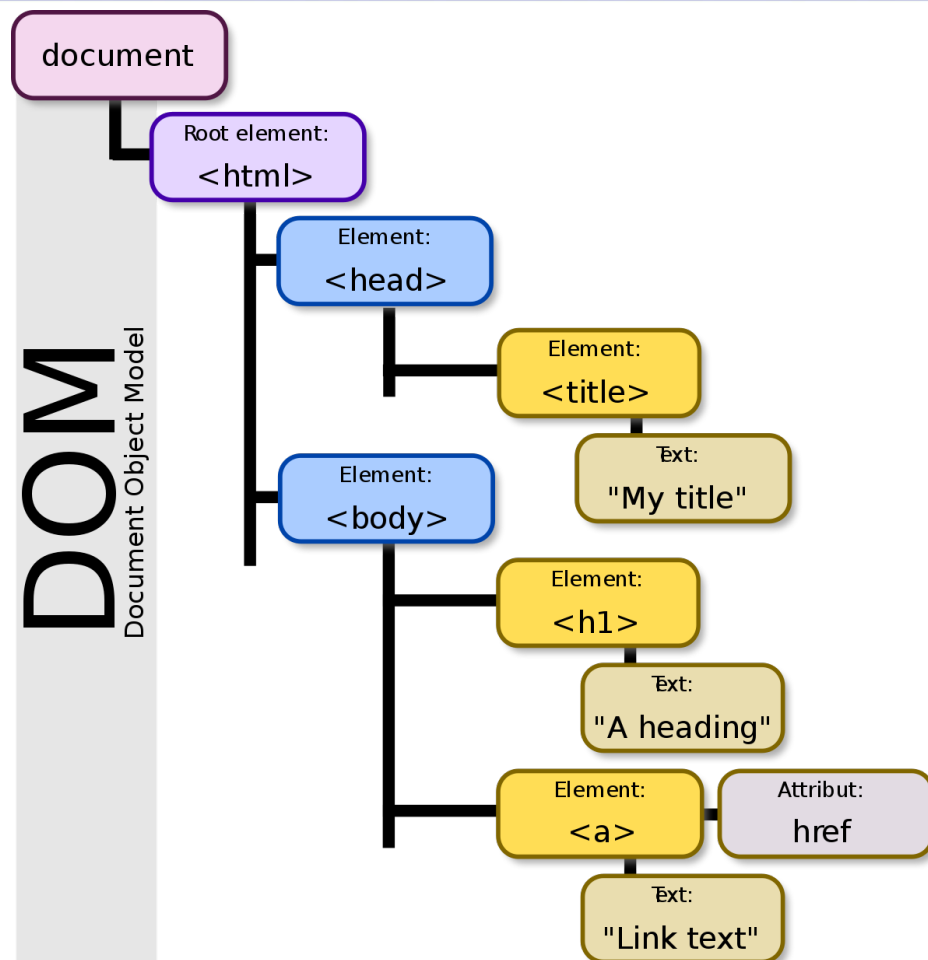 document
Root element:
<html>
Element:
<head>
Element:
<title>
Text:
"My title"
Element:
<body>
Element:
<h1>
Text:
"A heading"
Element:
<a>
Attribut:
href
Text:
"Link text"
DOM
Document Object Model